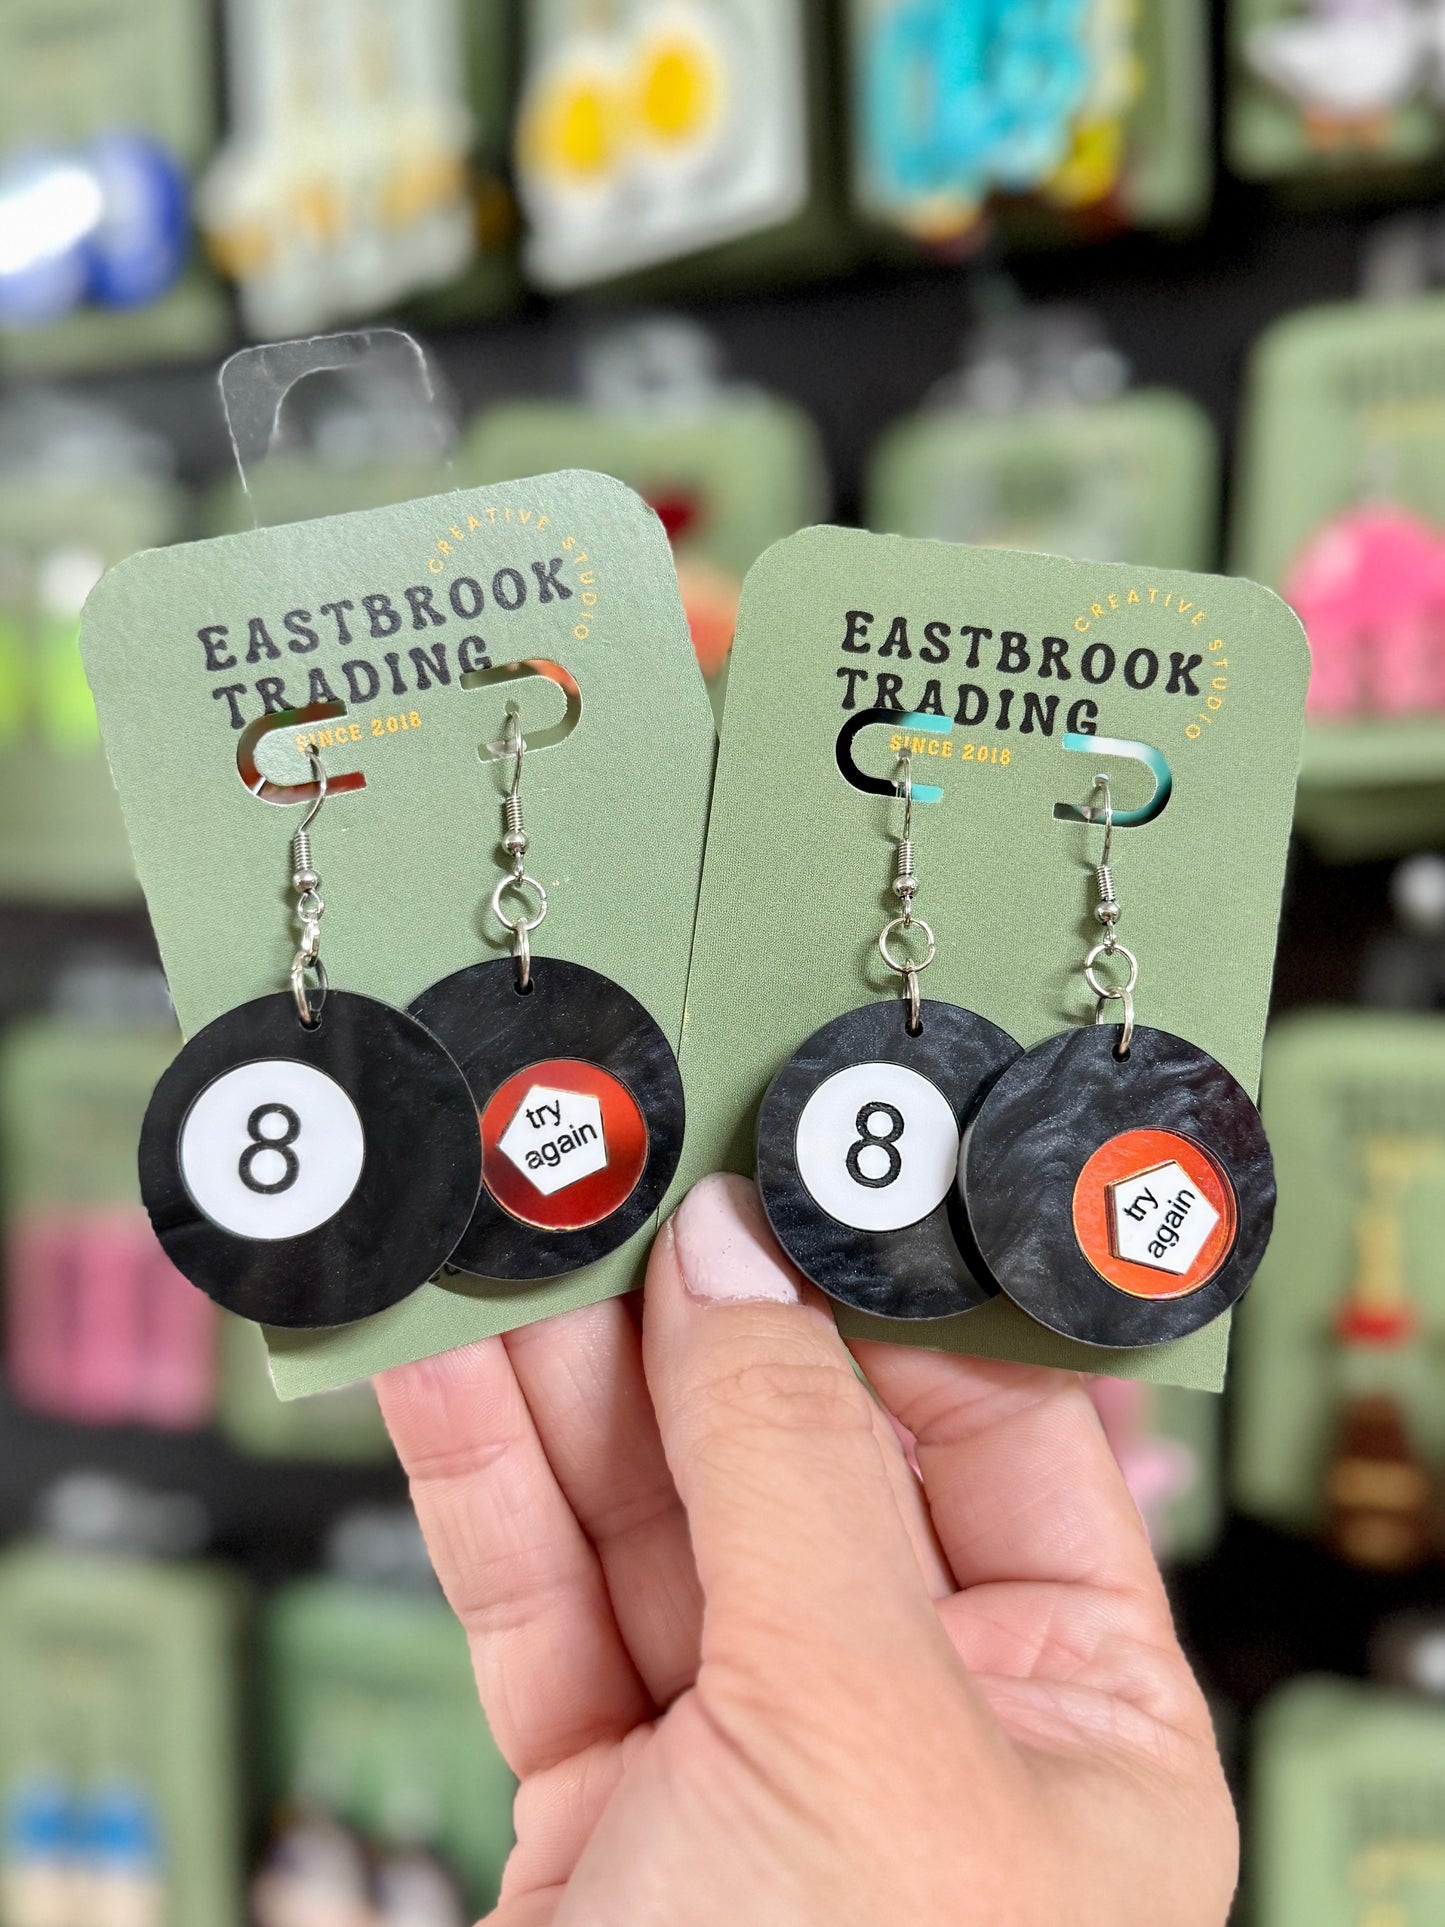 CREATIVE STUDIO
EASTBROOK
TRADING
SINCE 2018
8
try
again
CREATIVE STUDIO
EASTBROOK
TRADING
SINCE 2018
8
try
again